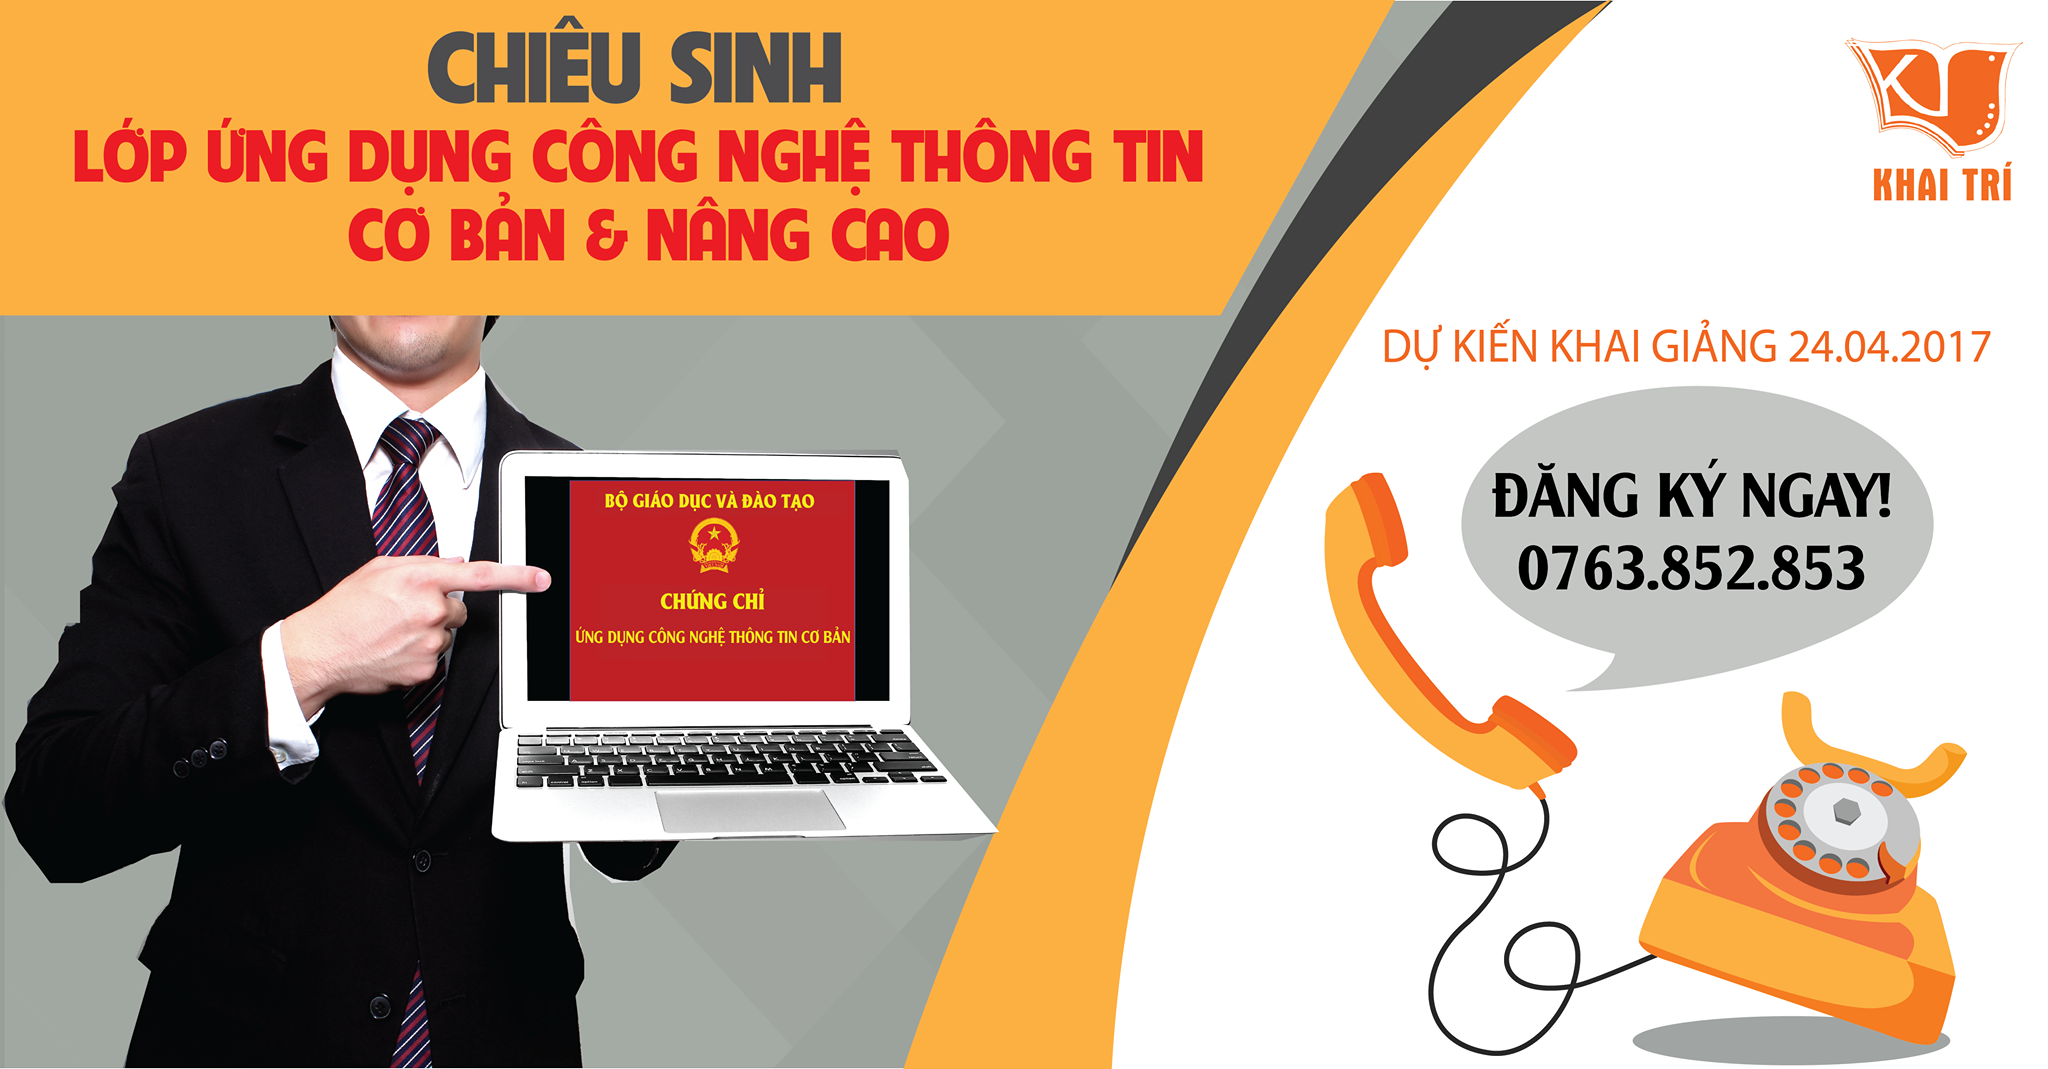 CHIÊU SINH
LỚP ỨNG DỤNG CÔNG NGHỆ THÔNG TIN
CƠ BẢN & NÂNG CAO
KHAI TRÍ
DỰ KIẾN KHAI GIẢNG 24.04.2017
ĐĂNG KÝ NGAY!
0763.852.853
BỘ GIÁO DỤC VÀ ĐÀO TẠO
CHỨNG CHỈ
ỨNG DỤNG CÔNG NGHỆ THÔNG TIN CƠ BẢN